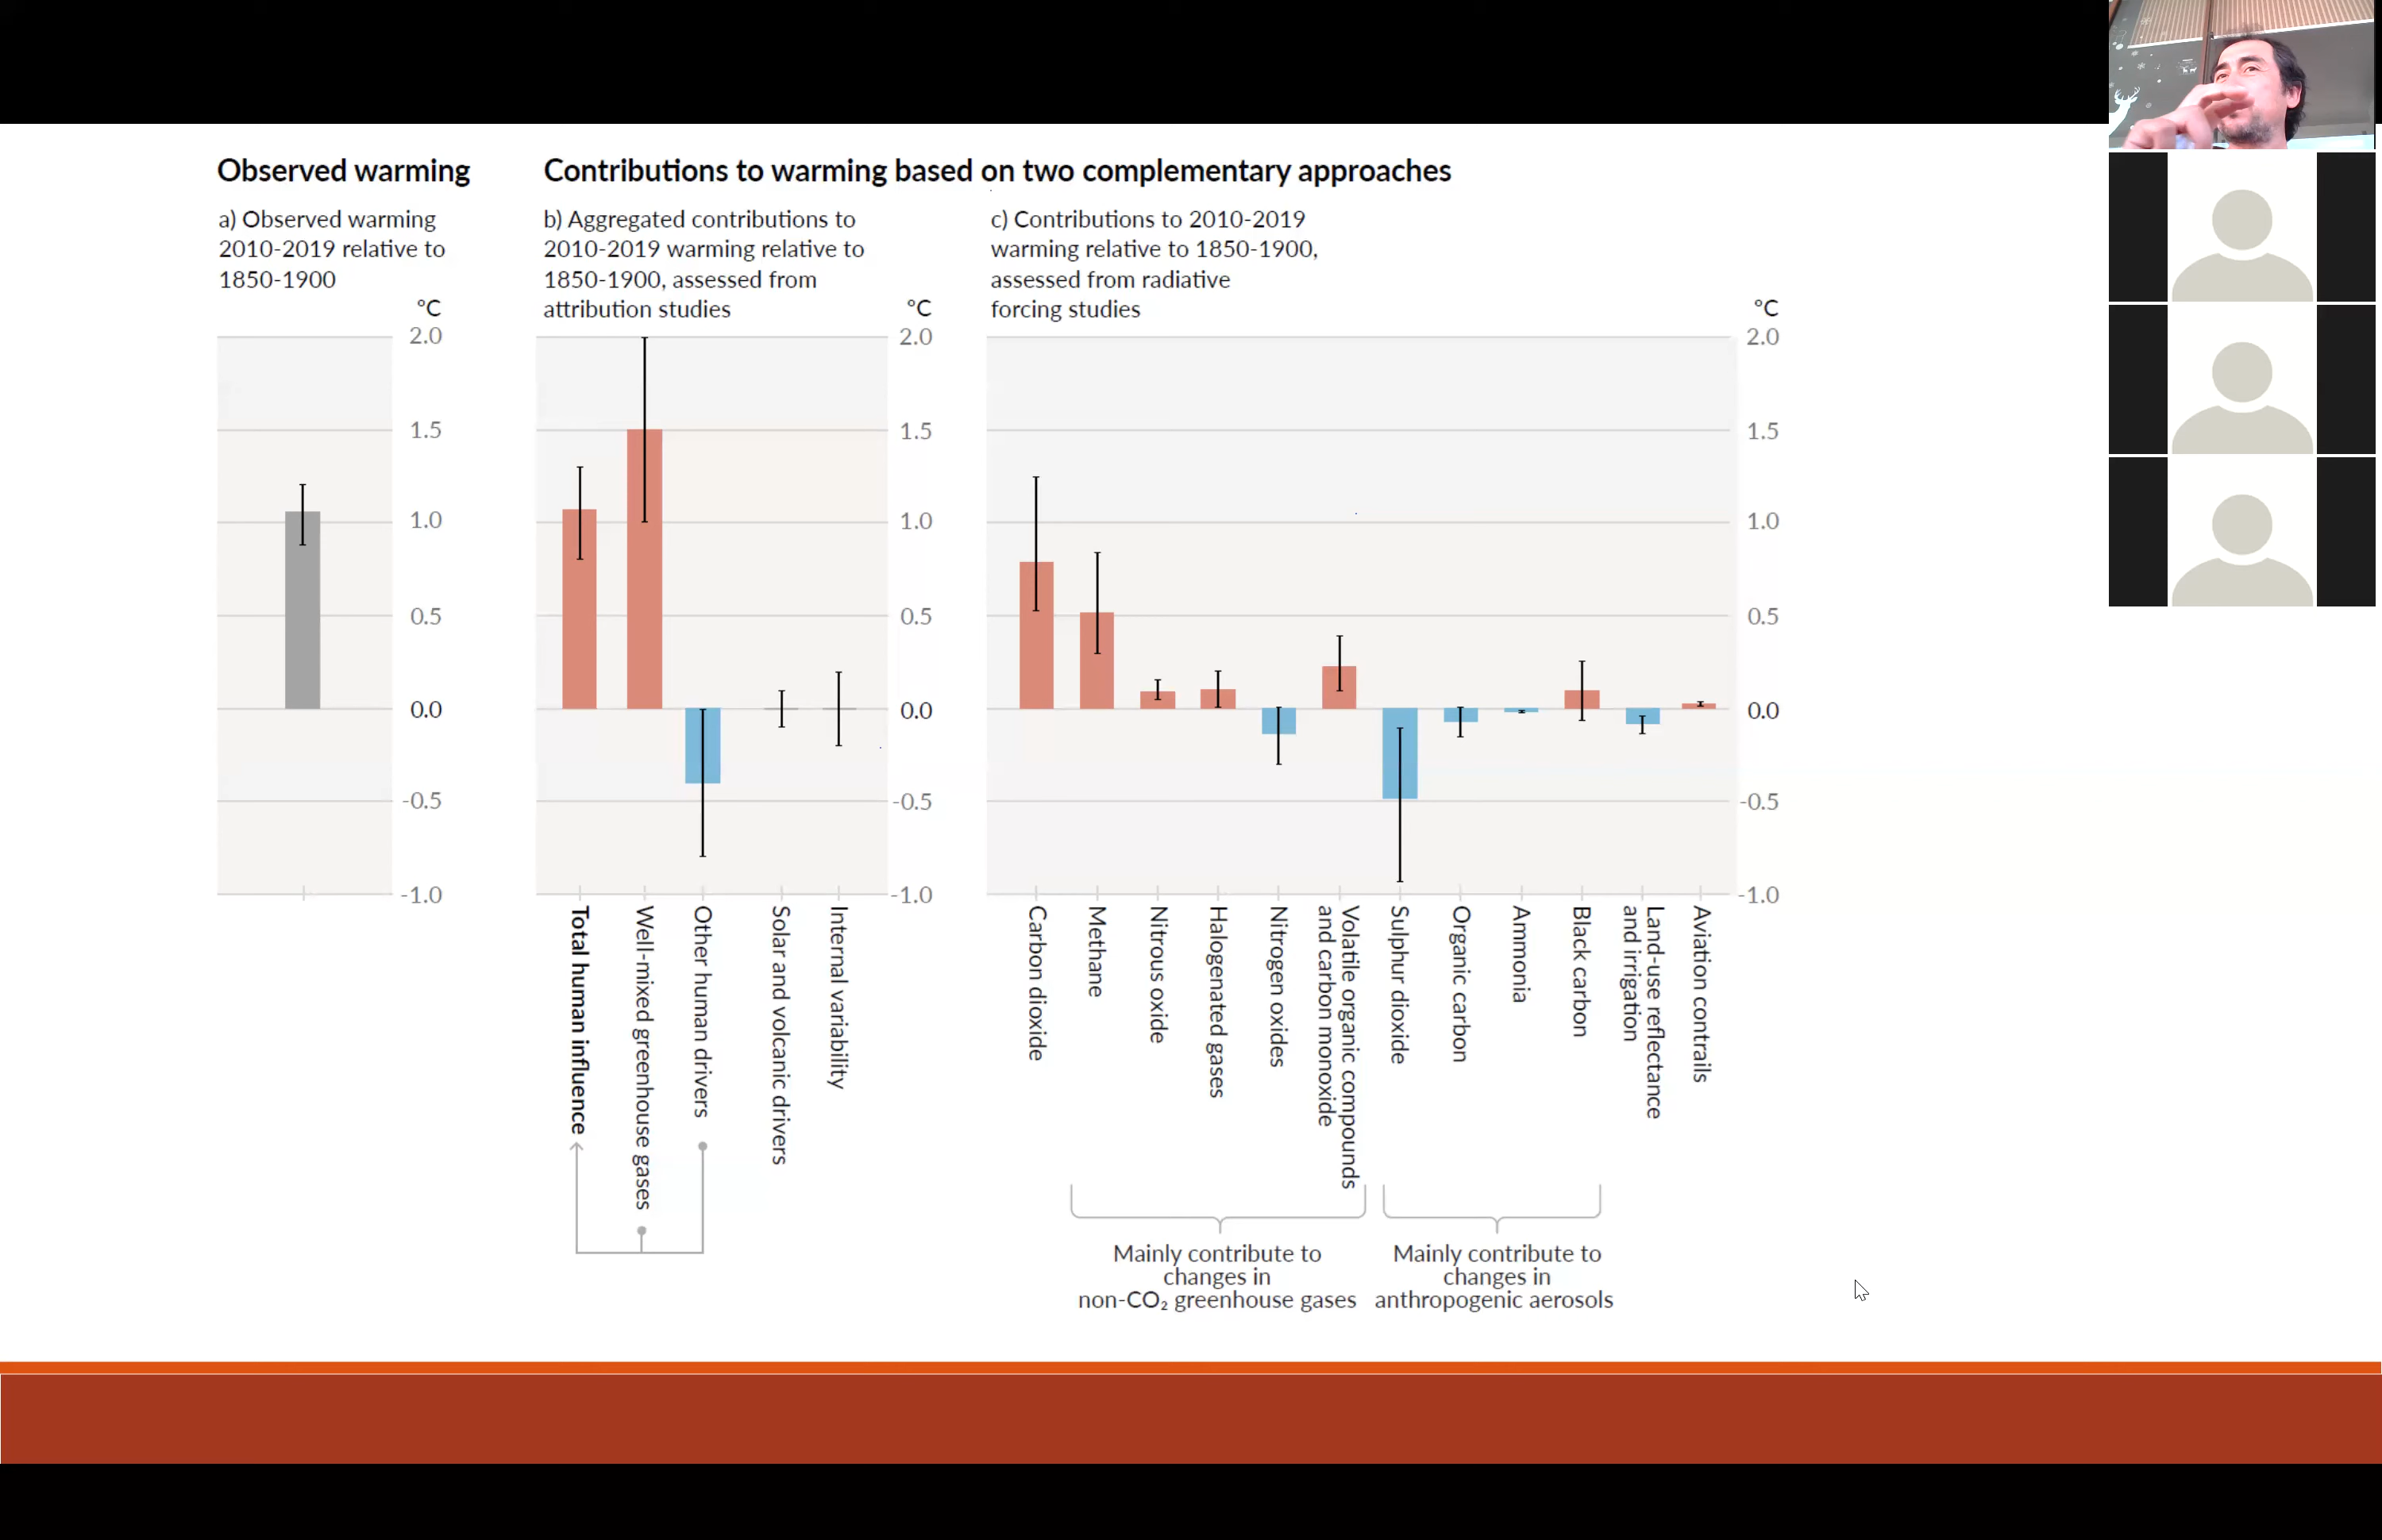 Observed warming
a) Observed warming
2010-2019 relative to
1850-1900
°C
2.0
1.5
1.0
0.5
0.0
-0.5
-1.0
Contributions to warming based on two complementary approaches
b) Aggregated contributions to
2010-2019 warming relative to
1850-1900, assessed from
attribution studies
°C
2.0
1.5
1.0
0.5
0.0
-0.5
-1.0
Total human influence
Well-mixed greenhouse gases
Other human drivers
Solar and volcanic drivers
Internal variability
c) Contributions to 2010-2019
warming relative to 1850-1900,
assessed from radiative
forcing studies
°C
2.0
1.5
1.0
0.5
0.0
-0.5
-1.0
Carbon dioxide
Methane
Nitrous oxide
Halogenated gases
Nitrogen oxides
Volatile organic compounds
and carbon monoxide
Sulphur dioxide
Organic carbon
Ammonia
Black carbon
Land-use reflectance
and irrigation
Aviation contrails
Mainly contribute to
changes in
non-CO₂ greenhouse gases
Mainly contribute to
changes in
anthropogenic aerosols